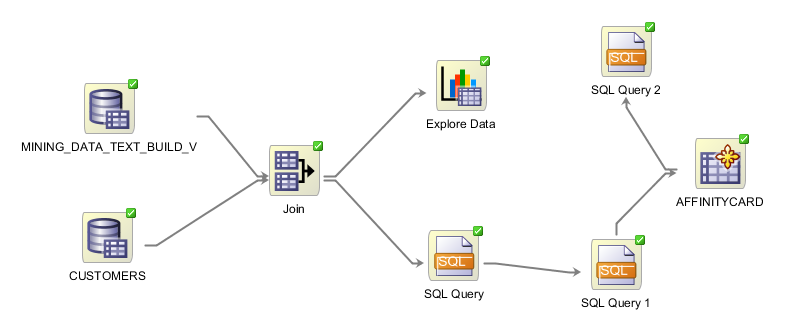 MINING_DATA_TEXT_BUILD_V
CUSTOMERS
Join
Explore Data
SQL
SQL Query
SQL
SQL Query 1
SQL
SQL Query 2
AFFINITYCARD